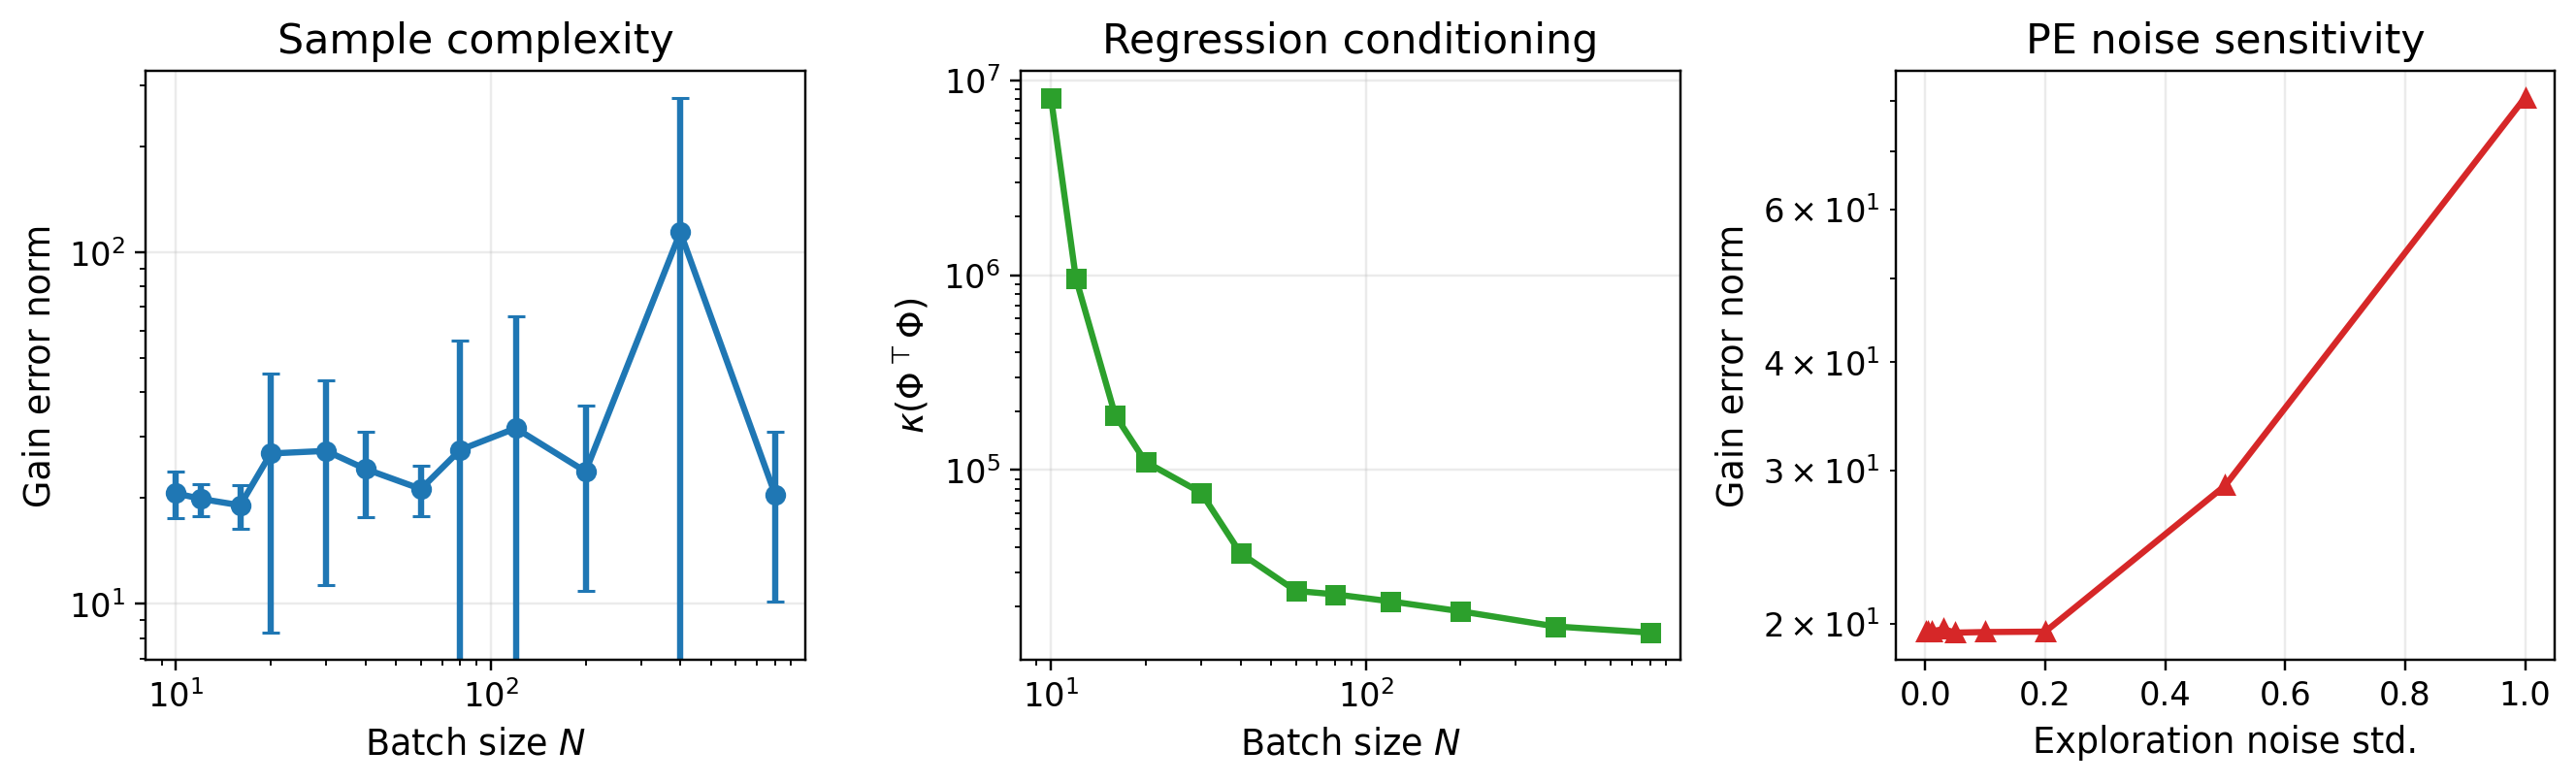 Sample complexity
Gain error norm
10²
10¹
10¹
10²
Batch size N
Regression conditioning
κ(Φ⊤Φ)
10⁷
10⁶
10⁵
10¹
10²
Batch size N
PE noise sensitivity
Gain error norm
6 × 10¹
4 × 10¹
3 × 10¹
2 × 10¹
0.0
0.2
0.4
0.6
0.8
1.0
Exploration noise std.